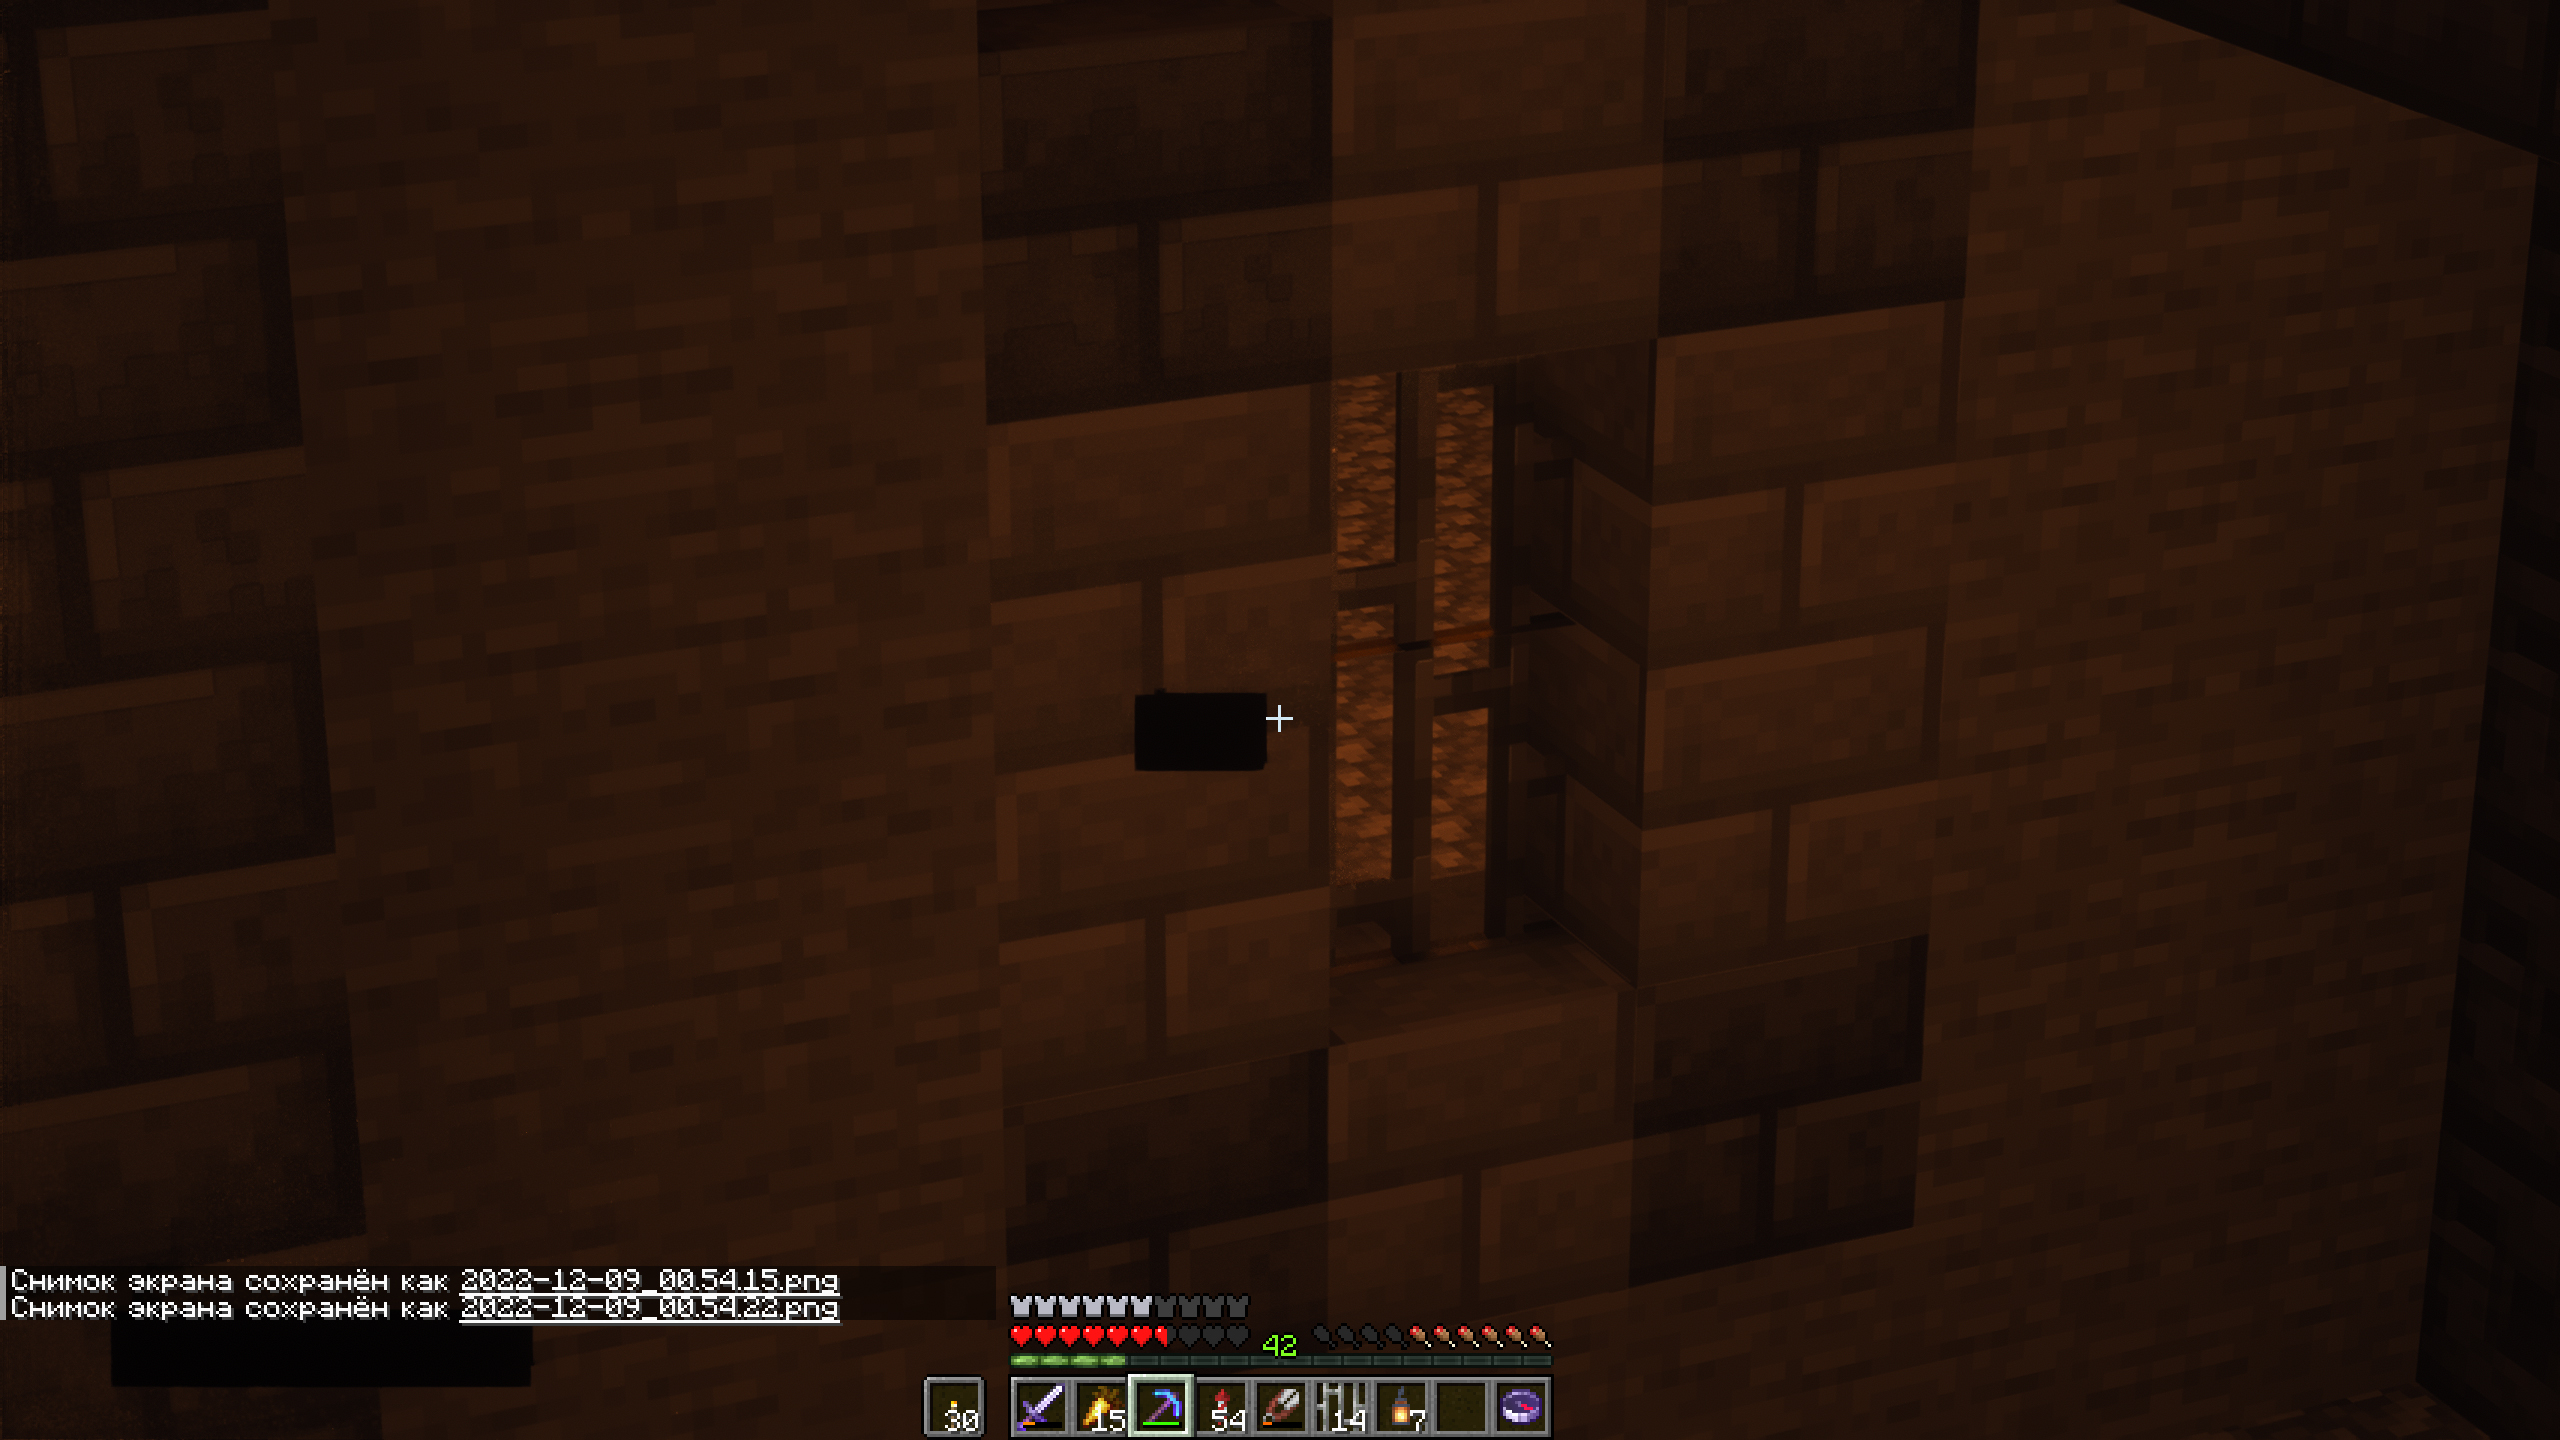 Снимок экрана сохранён как 2022-12-09_00.54.15.png
Снимок экрана сохранён как 2022-12-09_00.54.22.png
42
30 15 54 14 7